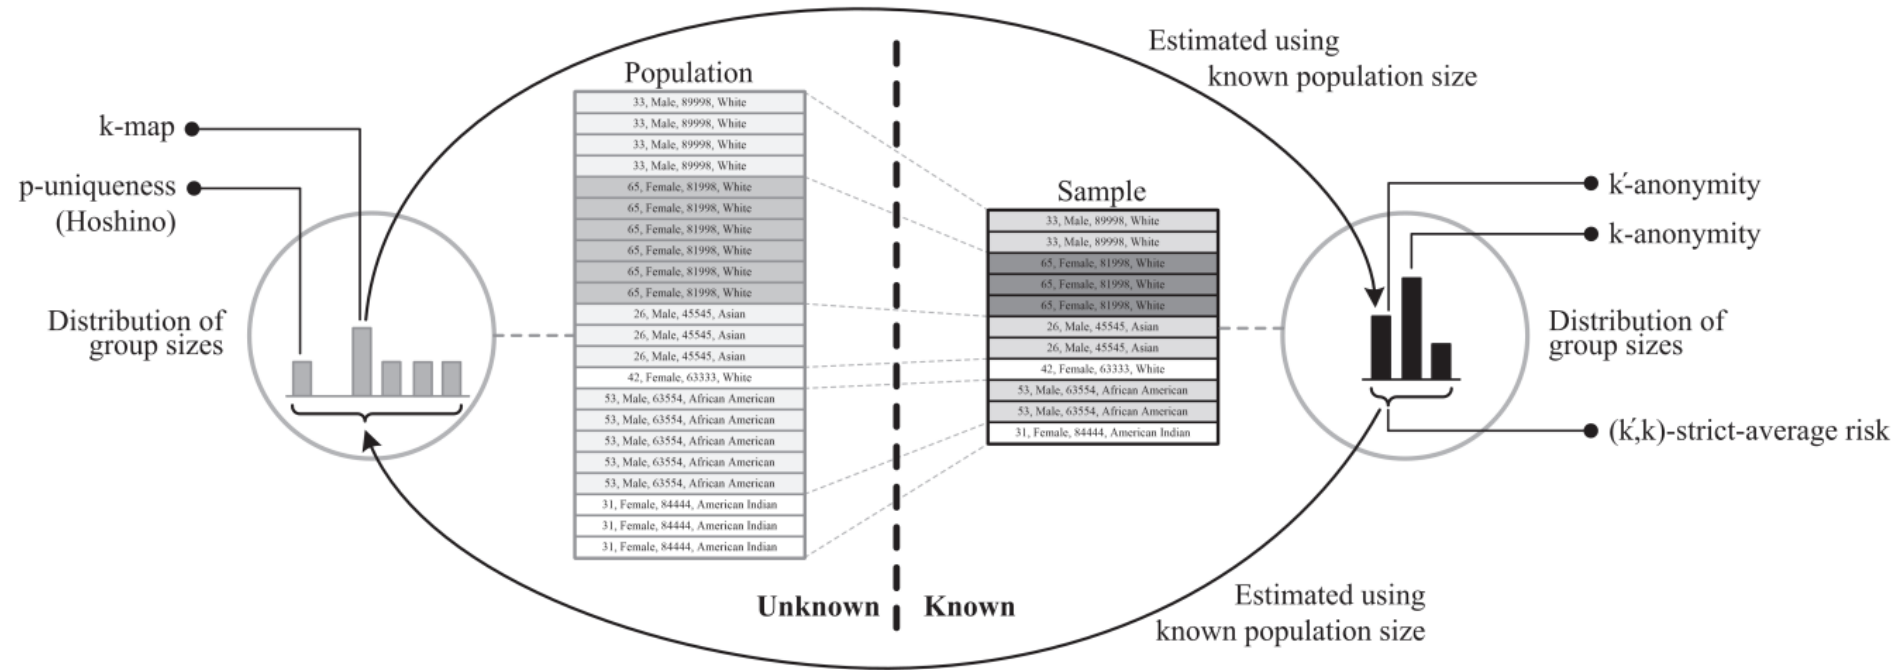 Estimated using
known population size
Population
k-map
p-uniqueness
(Hoshino)
Distribution of
group sizes
33, Male, 89998, White
33, Male, 89998, White
33, Male, 89998, White
33, Male, 89998, White
65, Female, 81998, White
65, Female, 81998, White
65, Female, 81998, White
65, Female, 81998, White
65, Female, 81998, White
65, Female, 81998, White
26, Male, 45545, Asian
26, Male, 45545, Asian
26, Male, 45545, Asian
42, Female, 63333, White
53, Male, 63554, African American
53, Male, 63554, African American
53, Male, 63554, African American
53, Male, 63554, African American
53, Male, 63554, African American
31, Female, 84444, American Indian
31, Female, 84444, American Indian
31, Female, 84444, American Indian
Sample
33, Male, 89998, White
33, Male, 89998, White
65, Female, 81998, White
65, Female, 81998, White
65, Female, 81998, White
26, Male, 45545, Asian
26, Male, 45545, Asian
42, Female, 63333, White
53, Male, 63554, African American
53, Male, 63554, African American
31, Female, 84444, American Indian
k′-anonymity
k-anonymity
Distribution of
group sizes
(k′,k)-strict-average risk
Unknown
Known
Estimated using
known population size